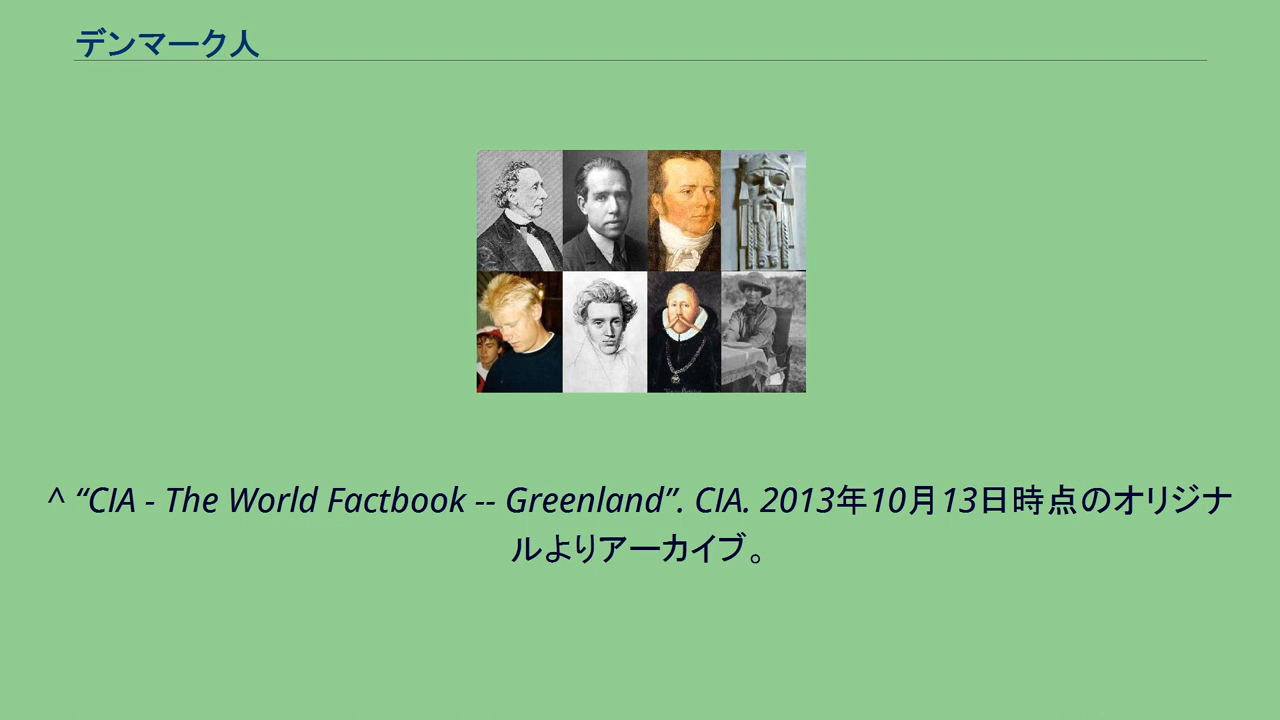 デンマーク人
^ “CIA - The World Factbook -- Greenland”. CIA. 2013年10月13日時点のオリジナ
ルよりアーカイブ。